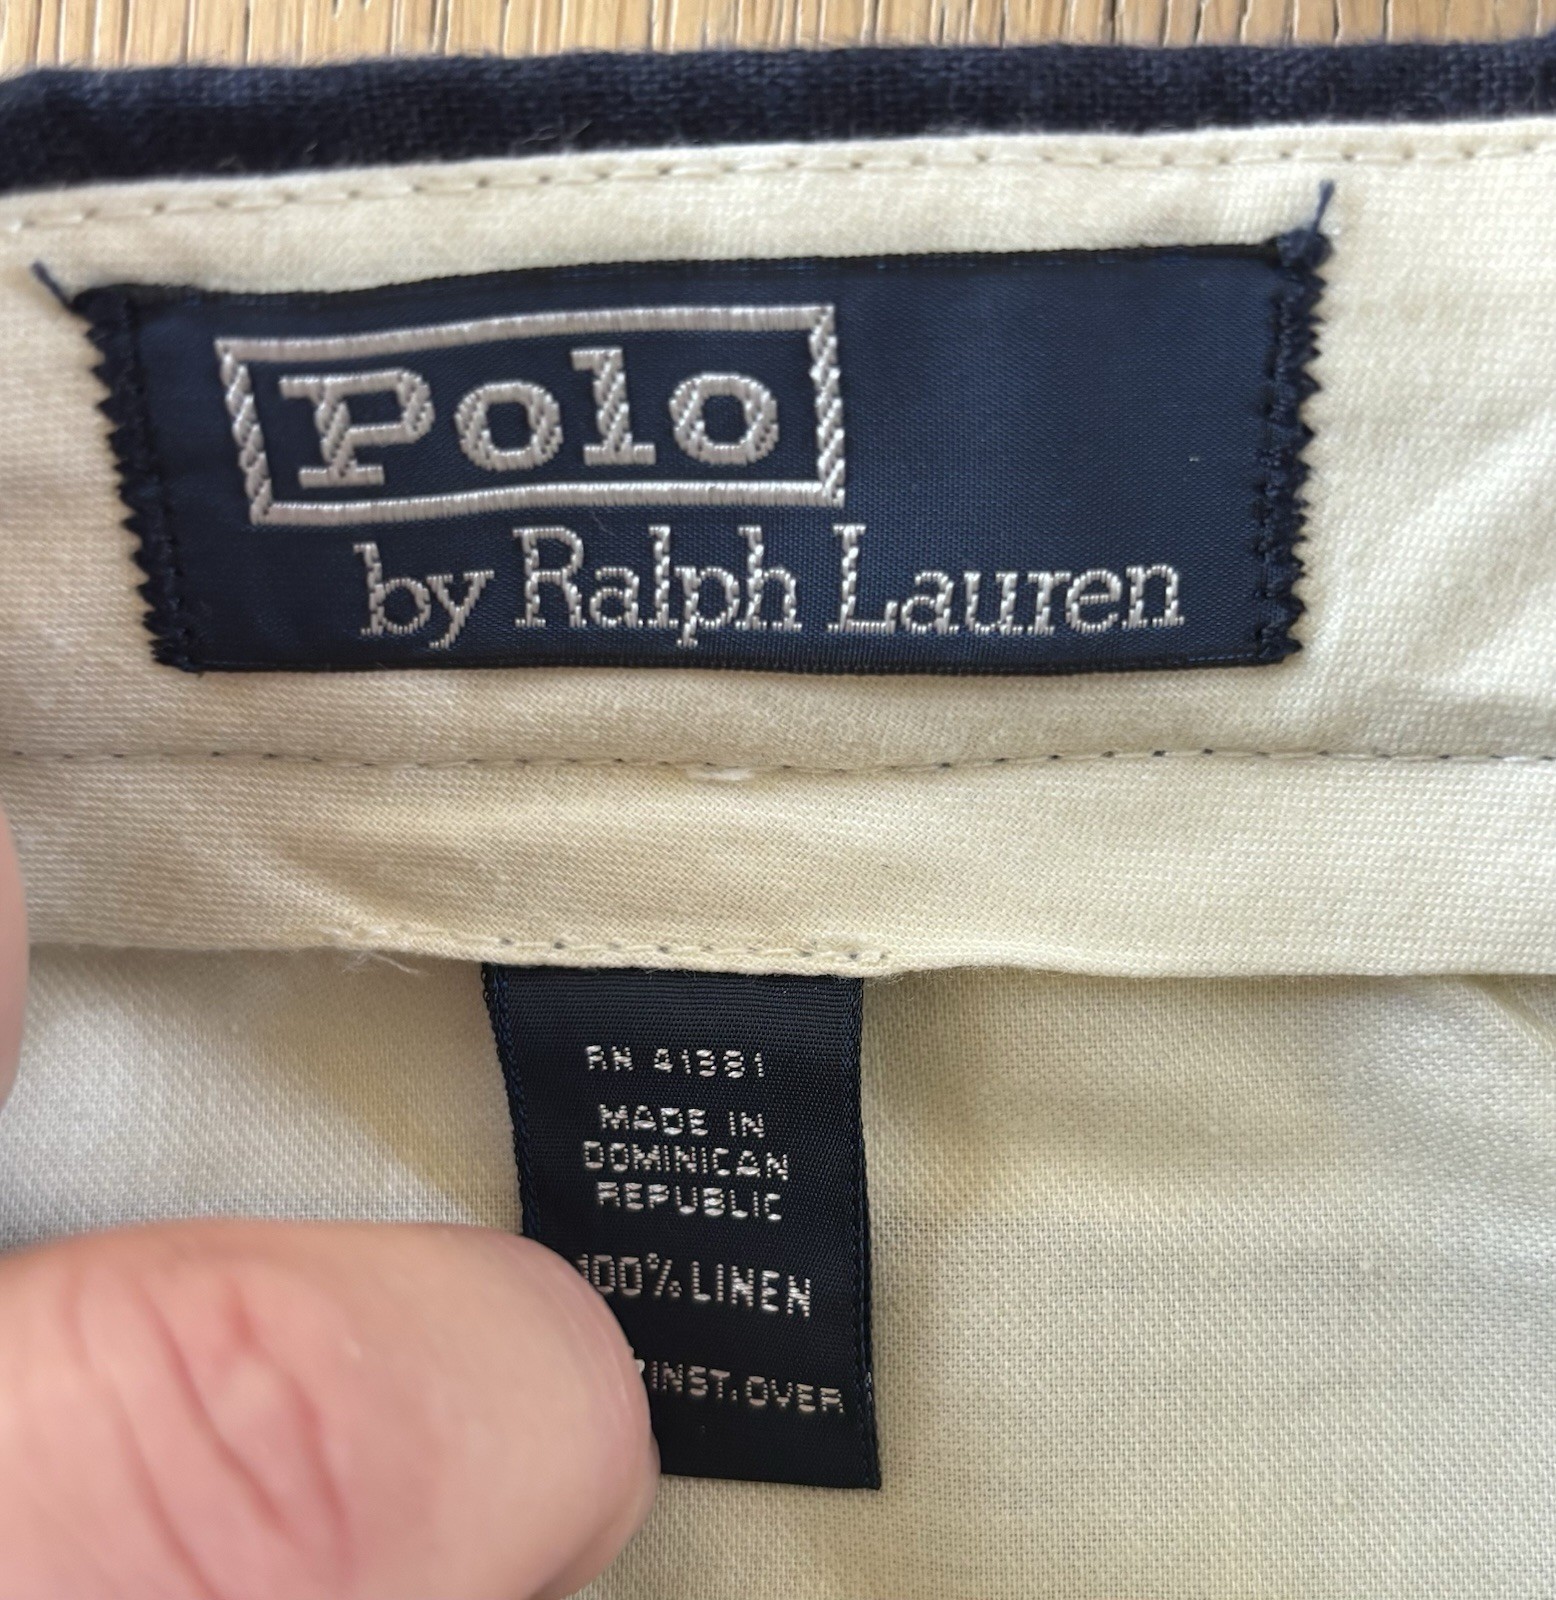 Polo
by Ralph Lauren
RN 41381
MADE IN
DOMINICAN
REPUBLIC
100% LINEN
INST. OVER